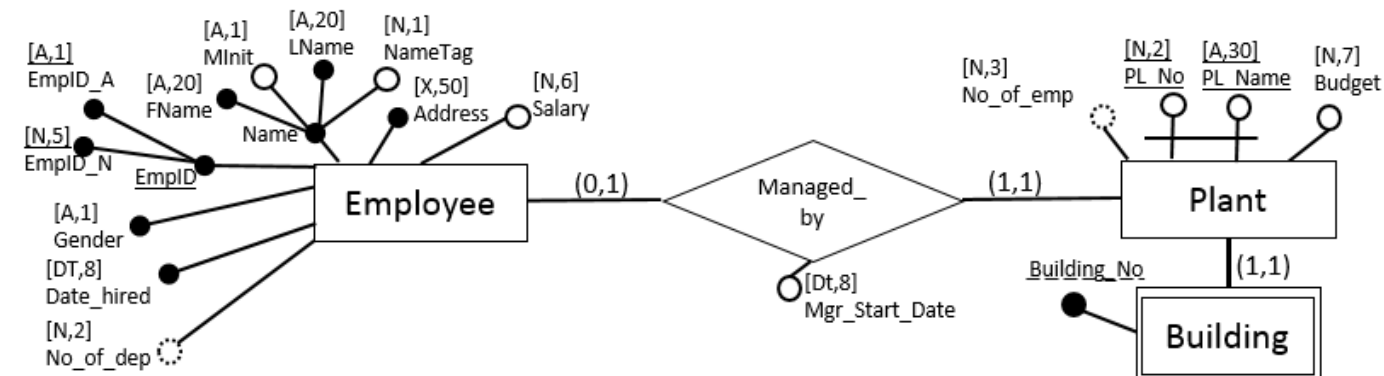 [A,1]
EmpID_A
[N,5]
EmpID_N
EmpID
[A,20]
FName
[A,1]
MInit
[A,20]
LName
[N,1]
NameTag
Name
[X,50]
Address
[N,6]
Salary
[A,1]
Gender
[DT,8]
Date_hired
[N,2]
No_of_dep
Employee
(0,1)
Managed_
by
[Dt,8]
Mgr_Start_Date
(1,1)
[N,3]
No_of_emp
[N,2]
PL_No
[A,30]
PL_Name
[N,7]
Budget
Plant
(1,1)
Building_No
Building